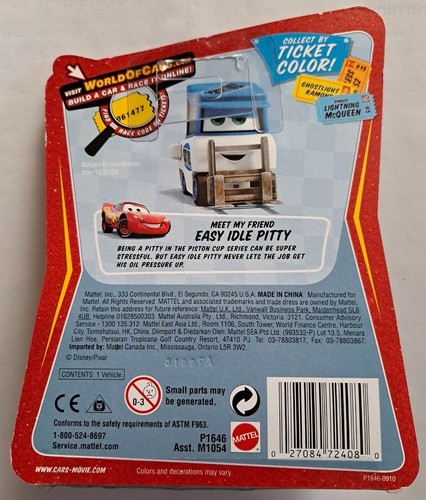 VISIT WORLDOFCARS.COM
BUILD A CAR & RACE IT ONLINE!
061477
FIND RACE CODE ON TICKET!
COLLECT BY
TICKET
COLOR!
GHOSTLIGHT
RAMONE
LIGHTNING
McQUEEN
MEET MY FRIEND
EASY IDLE PITTY
BEING A PITTY IN THE PISTON CUP SERIES CAN BE SUPER
STRESSFUL. BUT EASY IDLE PITTY NEVER LETS THE JOB GET
HIS OIL PRESSURE UP.
Mattel, Inc., 333 Continental Blvd., El Segundo, CA 90245 U.S.A. MADE IN CHINA. Manufactured for
Mattel. All Rights Reserved. MATTEL and associated trademarks and trade dress are owned by Mattel,
Inc. Retain this address for future reference: Mattel U.K. Ltd., Vanwall Business Park, Maidenhead SL6
4UB. Helpline 01628500303. Mattel Australia Pty., Ltd., Richmond, Victoria. 3121. Consumer Advisory
Service - 1300 135 312. Mattel East Asia Ltd., Room 1106, South Tower, World Finance Centre, Harbour
City, Tsimshatsui, HK, China. Diimport & Diedarkan Oleh: Mattel SEA Ptd Ltd. (993532-P) Lot 13.5, Menara
Lien Hoe, Persiaran Tropicana Golf Country Resort, 47410 PJ. Tel: 03-78803817, Fax: 03-78803867.
Imported by: Mattel Canada Inc., Mississauga, Ontario L5R 3W2.
© Disney/Pixar
CONTENTS: 1 Vehicle.
CE
0-3
Small parts may
be generated.
Conforms to the safety requirements of ASTM F963.
1-800-524-8697
Service.mattel.com
P1646
Asst. M1054
MATTEL
0 27084 72408 0
WWW.CARS-MOVIE.COM
Colors and decorations may vary.
P1646-0910